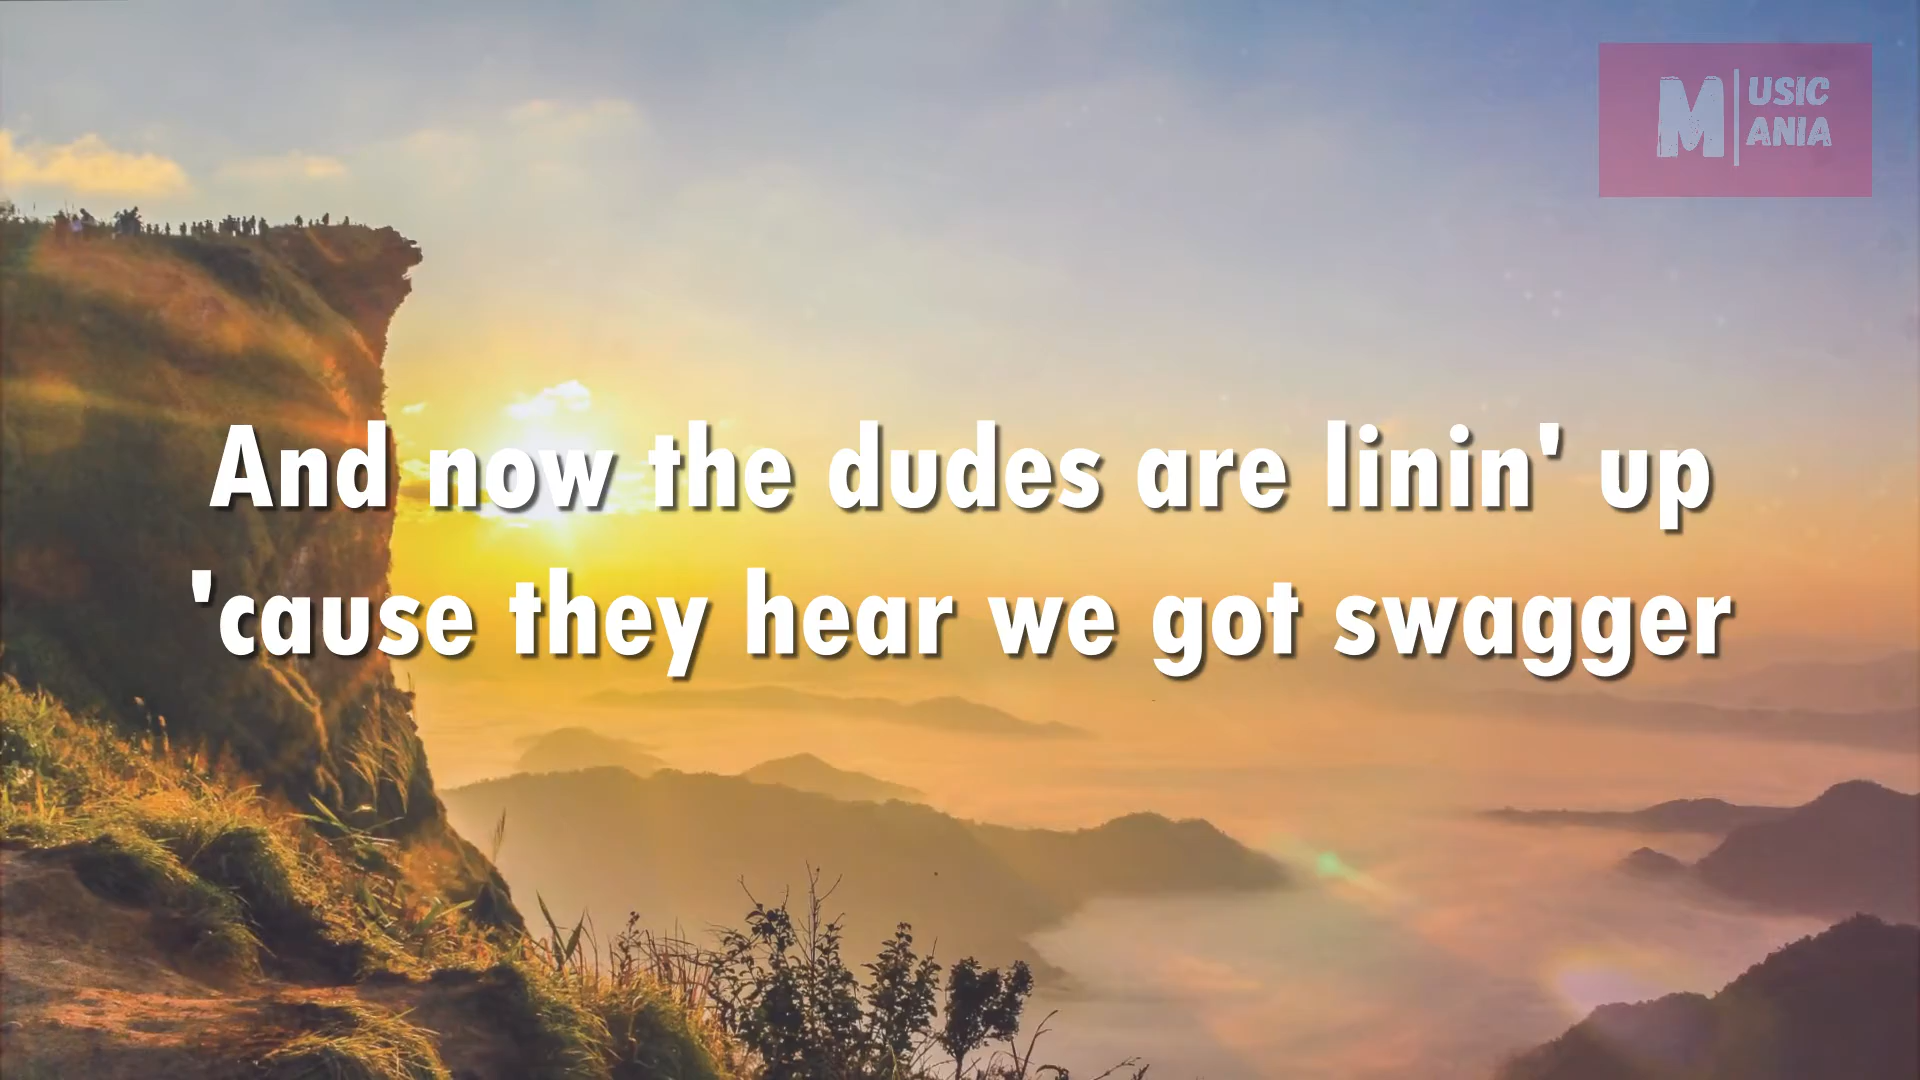 MUSIC
MANIA
And now the dudes are linin' up
'cause they hear we got swagger